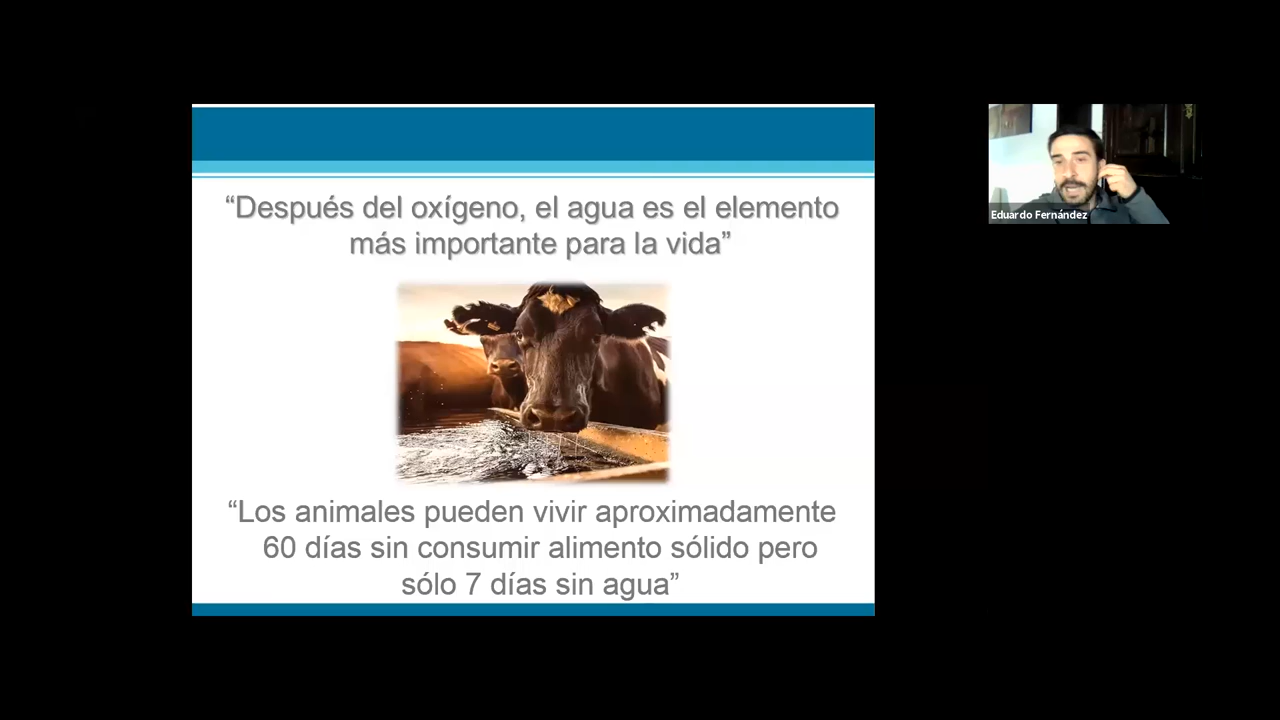 “Después del oxígeno, el agua es el elemento
más importante para la vida”
“Los animales pueden vivir aproximadamente
60 días sin consumir alimento sólido pero
sólo 7 días sin agua”
Eduardo Fernández